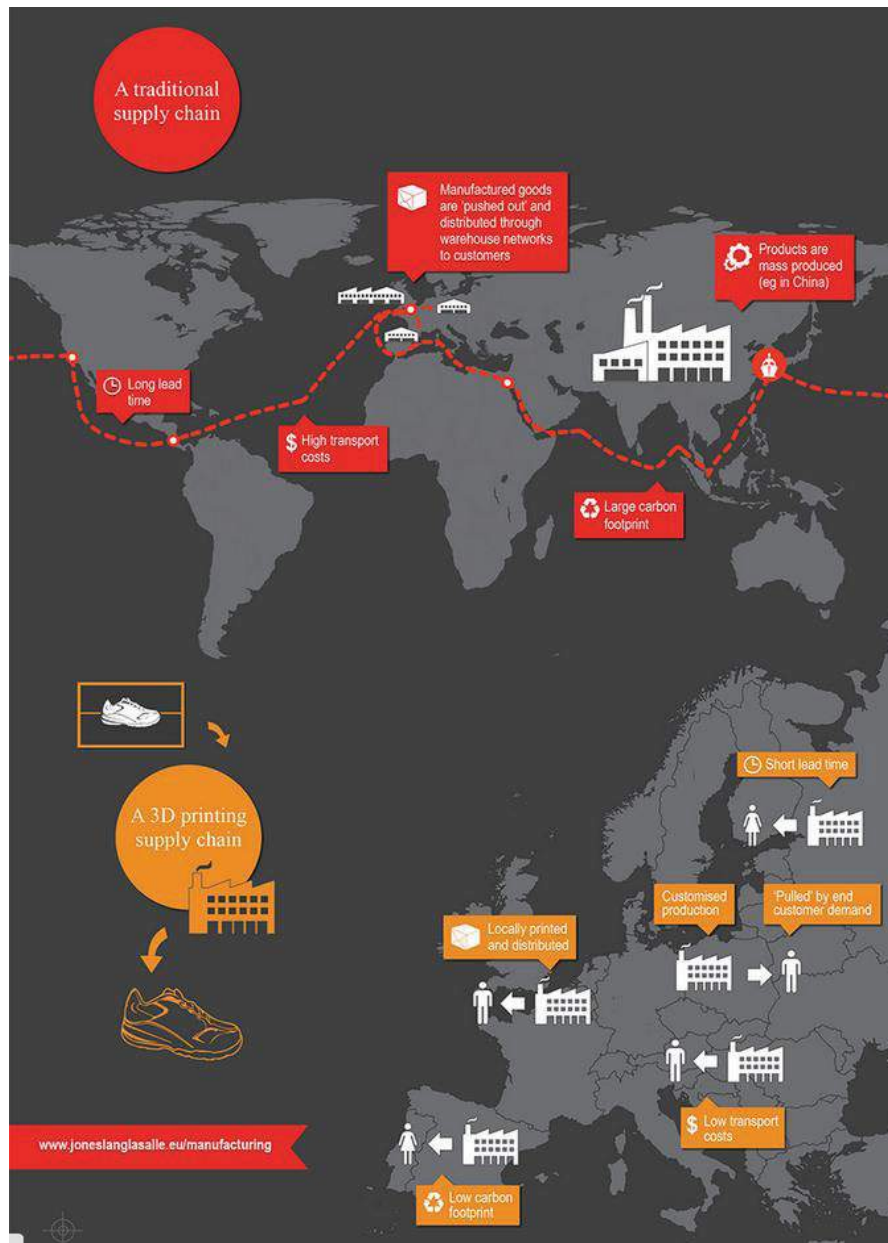 A traditional
supply chain
Manufactured goods
are 'pushed out' and
distributed through
warehouse networks
to customers
Products are
mass produced
(eg in China)
Long lead
time
$ High transport
costs
Large carbon
footprint
A 3D printing
supply chain
Short lead time
Customised
production
'Pulled' by end
customer demand
Locally printed
and distributed
$ Low transport
costs
www.joneslanglasalle.eu/manufacturing
Low carbon
footprint